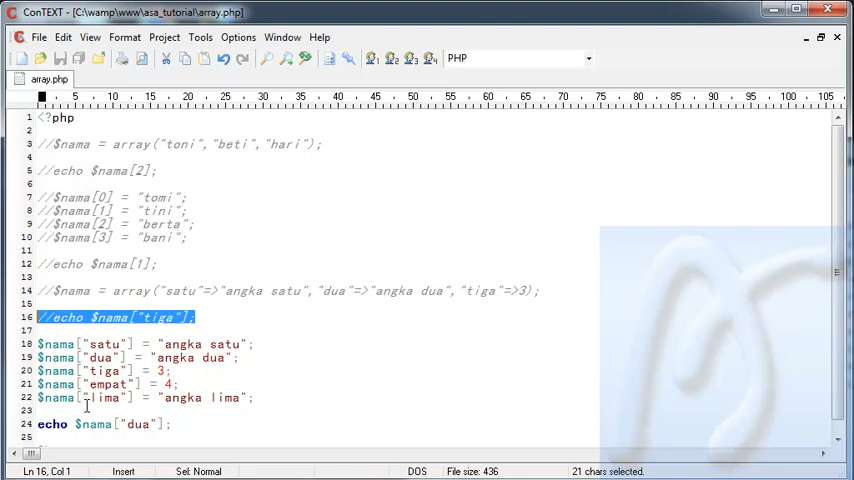 ConTEXT - [C:\wamp\www\asa_tutorial\array.php]
File Edit View Format Project Tools Options Window Help
PHP
array.php
0 5 10 15 20 25 30 35 40 45 50 55 60 65 70 75 80 85 90 95 100 105
1 <?php
2
3 //$nama = array("toni","beti","hari");
4
5 //echo $nama[2];
6
7 //$nama[0] = "tomi";
8 //$nama[1] = "tini";
9 //$nama[2] = "berta";
10 //$nama[3] = "bani";
11
12 //echo $nama[1];
13
14 //$nama = array("satu"=>"angka satu","dua"=>"angka dua","tiga"=>3);
15
16 //echo $nama["tiga"];
17
18 $nama["satu"] = "angka satu";
19 $nama["dua"] = "angka dua";
20 $nama["tiga"] = 3;
21 $nama["empat"] = 4;
22 $nama["lima"] = "angka lima";
23
24 echo $nama["dua"];
25
Ln 16, Col 1 Insert Sel: Normal DOS File size: 436 21 chars selected.